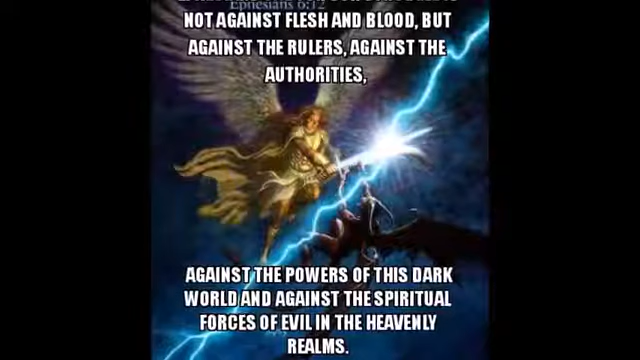 Ephesians 6:12
NOT AGAINST FLESH AND BLOOD, BUT
AGAINST THE RULERS, AGAINST THE
AUTHORITIES,
AGAINST THE POWERS OF THIS DARK
WORLD AND AGAINST THE SPIRITUAL
FORCES OF EVIL IN THE HEAVENLY
REALMS.